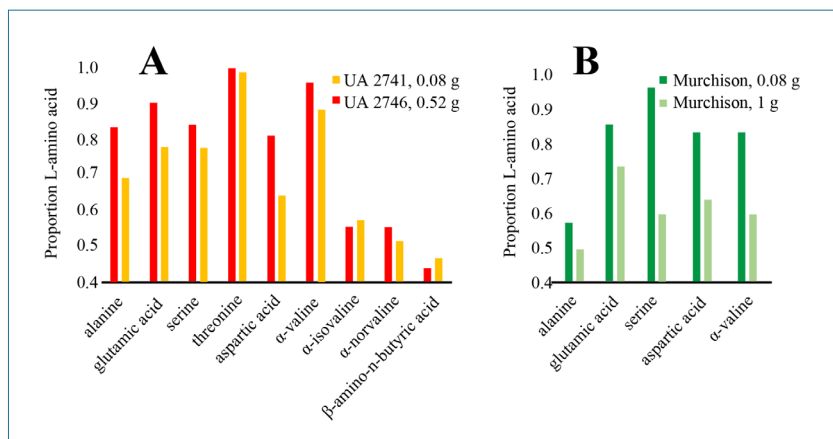 A
Proportion L-amino acid
1.0
0.9
0.8
0.7
0.6
0.5
0.4
UA 2741, 0.08 g
UA 2746, 0.52 g
alanine
glutamic acid
serine
threonine
aspartic acid
α-valine
α-isovaline
α-norvaline
β-amino-n-butyric acid
B
Proportion L-amino acid
1.0
0.9
0.8
0.7
0.6
0.5
0.4
Murchison, 0.08 g
Murchison, 1 g
alanine
glutamic acid
serine
aspartic acid
α-valine